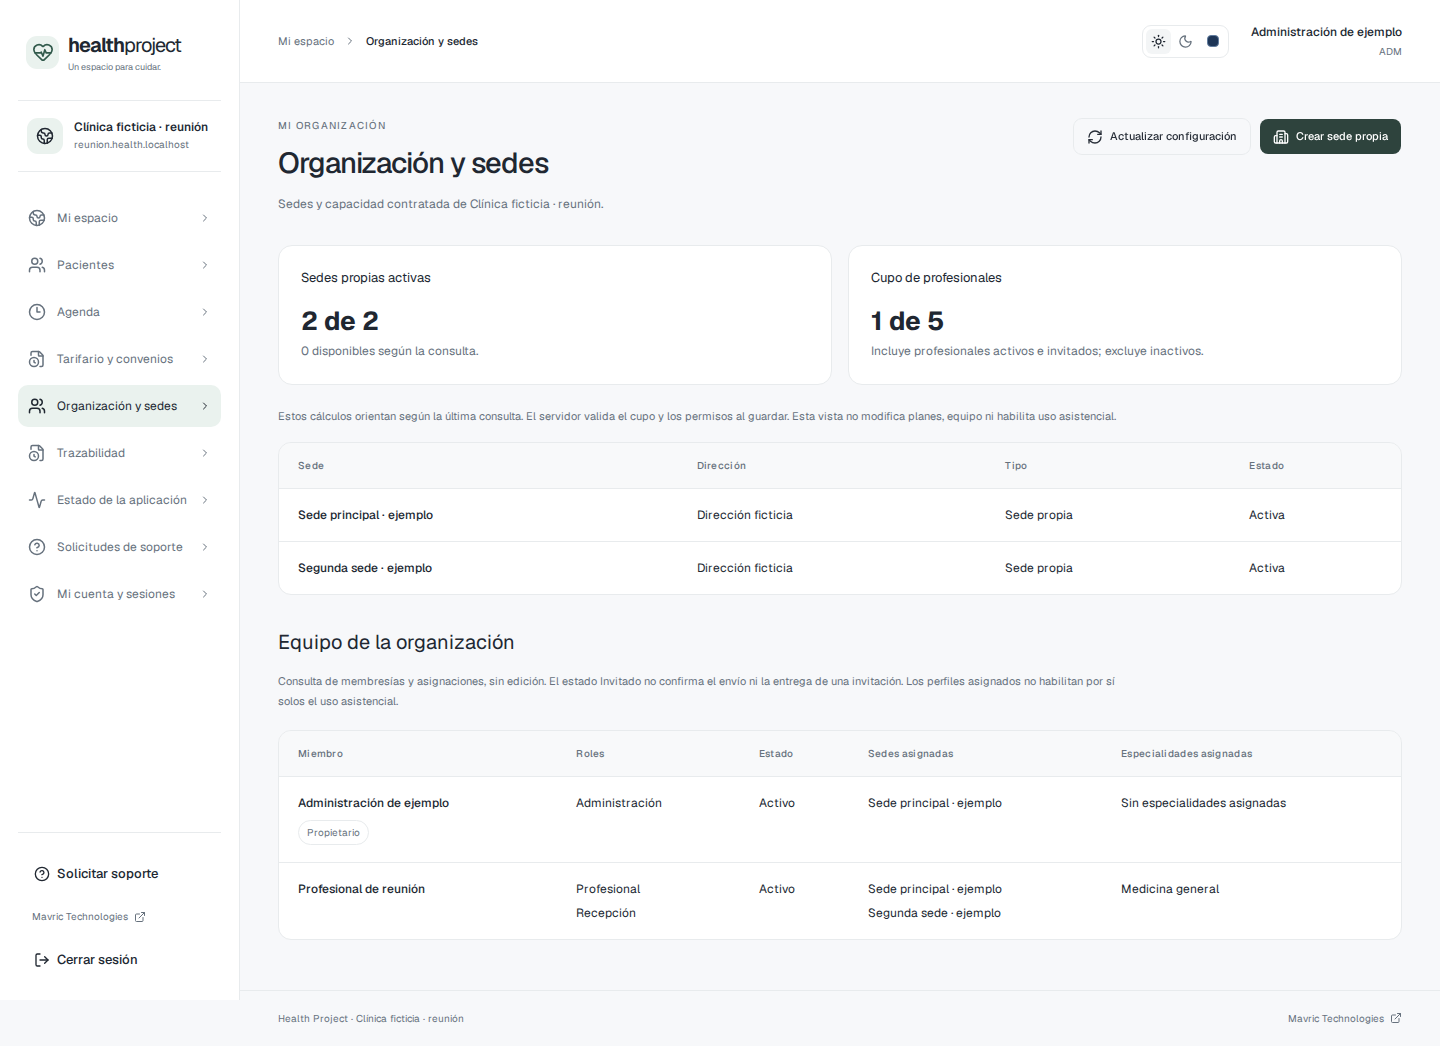 healthproject
Un espacio para cuidar.
Clínica ficticia · reunión
reunion.health.localhost
Mi espacio
Pacientes
Agenda
Tarifario y convenios
Organización y sedes
Trazabilidad
Estado de la aplicación
Solicitudes de soporte
Mi cuenta y sesiones
Solicitar soporte
Mavric Technologies
Cerrar sesión
Mi espacio > Organización y sedes
Administración de ejemplo
ADM
MI ORGANIZACIÓN
Organización y sedes
Sedes y capacidad contratada de Clínica ficticia · reunión.
Actualizar configuración
Crear sede propia
Sedes propias activas
2 de 2
0 disponibles según la consulta.
Cupo de profesionales
1 de 5
Incluye profesionales activos e invitados; excluye inactivos.
Estos cálculos orientan según la última consulta. El servidor valida el cupo y los permisos al guardar. Esta vista no modifica planes, equipo ni habilita uso asistencial.
Sede Dirección Tipo Estado
Sede principal · ejemplo Dirección ficticia Sede propia Activa
Segunda sede · ejemplo Dirección ficticia Sede propia Activa
Equipo de la organización
Consulta de membresías y asignaciones, sin edición. El estado Invitado no confirma el envío ni la entrega de una invitación. Los perfiles asignados no habilitan por sí
solos el uso asistencial.
Miembro Roles Estado Sedes asignadas Especialidades asignadas
Administración de ejemplo Administración Activo Sede principal · ejemplo Sin especialidades asignadas
Propietario
Profesional de reunión Profesional Activo Sede principal · ejemplo Medicina general
Recepción Segunda sede · ejemplo
Health Project · Clínica ficticia · reunión
Mavric Technologies